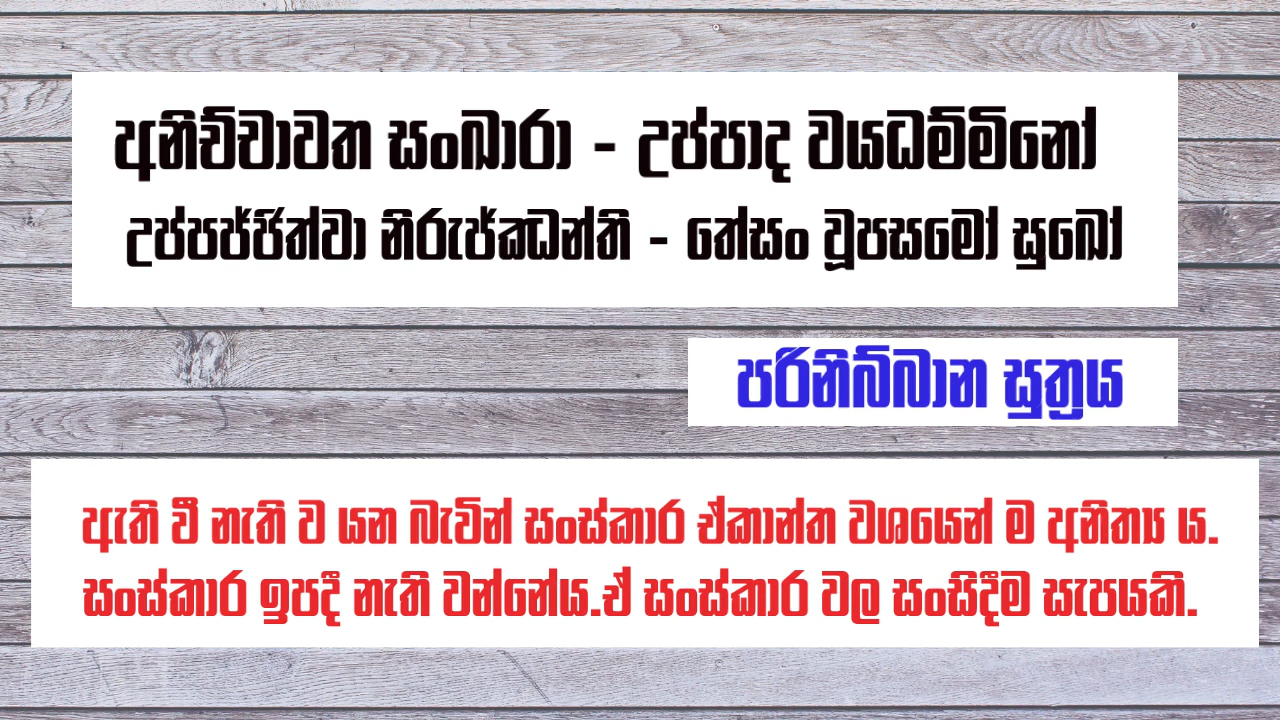 අනිච්චාවත සංඛාරා - උප්පාද වයධම්මිනෝ
උප්පජ්ජිත්වා නිරුජ්ඣන්ති - තේසං වූපසමෝ සුඛෝ
පරිනිබ්බාන සුත්‍රය
ඇති වී නැති ව යන බැවින් සංස්කාර ඒකාන්ත වශයෙන් ම අනිත්‍ය ය.
සංස්කාර ඉපදී නැති වන්නේය.ඒ සංස්කාර වල සංසිදීම සැපයකි.